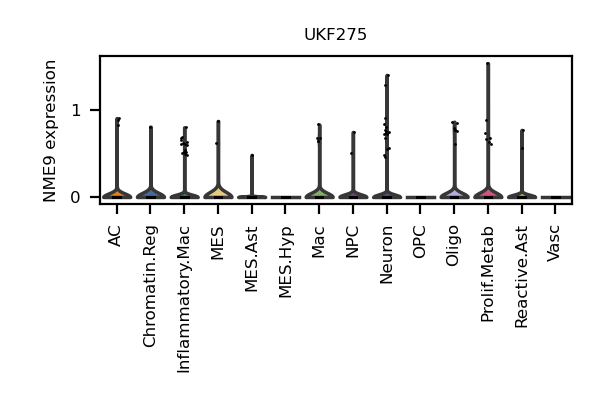 UKF275
NME9 expression
1
0
AC
Chromatin.Reg
Inflammatory.Mac
MES
MES.Ast
MES.Hyp
Mac
NPC
Neuron
OPC
Oligo
Prolif.Metab
Reactive.Ast
Vasc